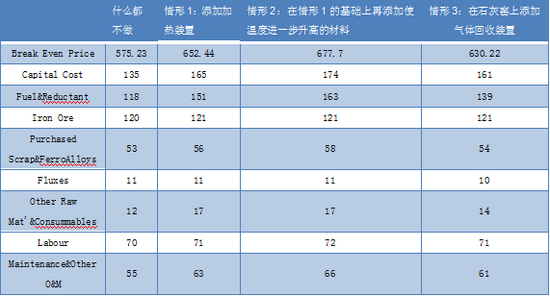 什么都不做 情形1：添加加热装置 情形2：在情形1的基础上再添加使温度进一步升高的材料 情形3：在石灰窑上添加气体回收装置
Break Even Price 575.23 652.44 677.7 630.22
Capital Cost 135 165 174 161
Fuel&Reductant 118 151 163 139
Iron Ore 120 121 121 121
Purchased Scrap&FerroAlloys 53 56 58 54
Fluxes 11 11 11 10
Other Raw Mat'&Consummables 12 17 17 14
Labour 70 71 72 71
Maintenance&Other O&M 55 63 66 61